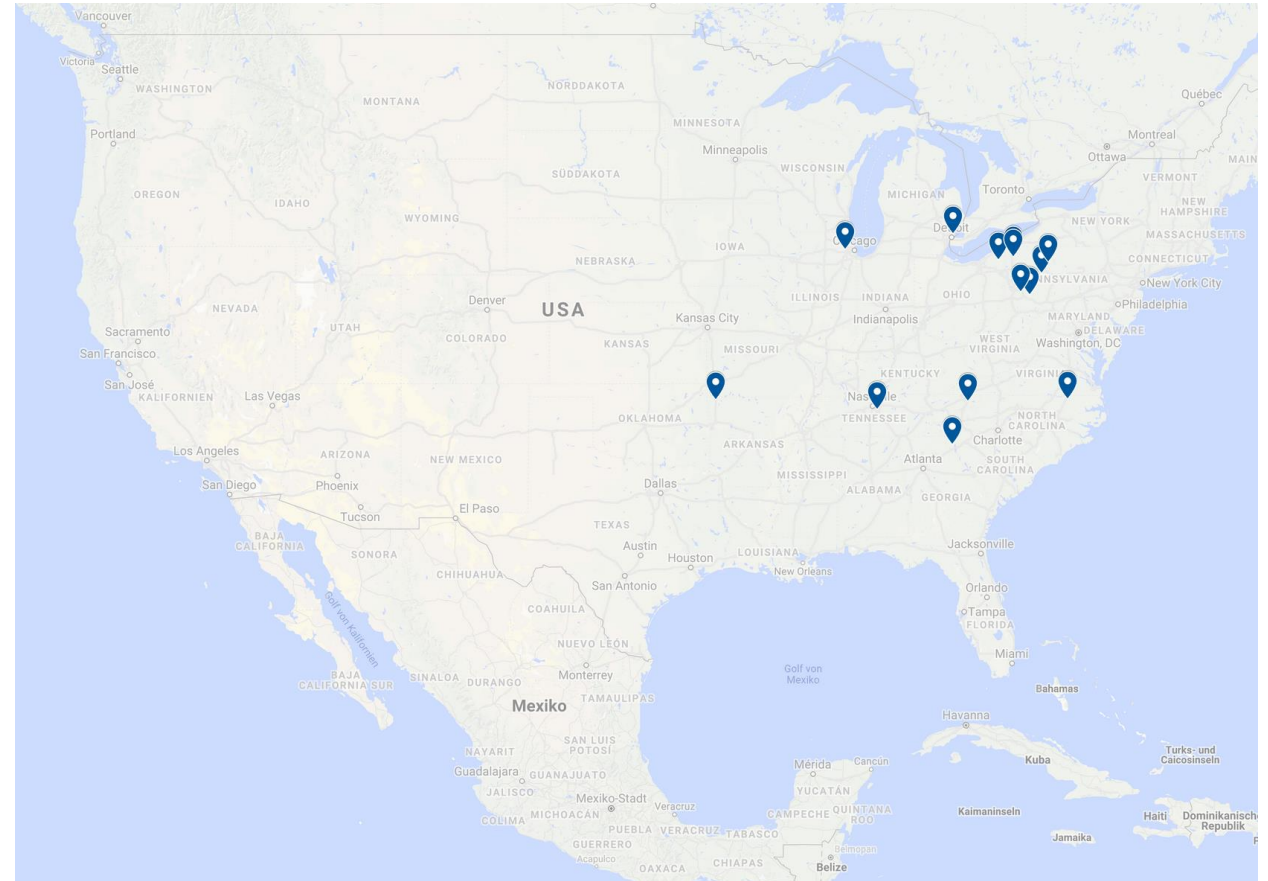 Vancouver
Victoria
Seattle
WASHINGTON
MONTANA
NORDDAKOTA
MINNESOTA
Québec
Portland
Minneapolis
Montreal
Ottawa
MAIN
WISCONSIN
SÜDDAKOTA
VERMONT
OREGON
IDAHO
MICHIGAN
Toronto
NEW
HAMPSHIRE
WYOMING
NEW YORK
Detroit
MASSACHUSETTS
Chicago
IOWA
CONNECTICUT
NEBRASKA
NNSYLVANIA
New York City
Denver
ILLINOIS
INDIANA
OHIO
Philadelphia
NEVADA
USA
Kansas City
Indianapolis
MARYLAND
UTAH
DELAWARE
Sacramento
COLORADO
KANSAS
MISSOURI
WEST
VIRGINIA
Washington, DC
San Francisco
San José
KENTUCKY
VIRGINIA
KALIFORNIEN
Las Vegas
Nashville
OKLAHOMA
TENNESSEE
NORTH
CAROLINA
Charlotte
Los Angeles
ARIZONA
NEW MEXICO
ARKANSAS
Atlanta
SOUTH
CAROLINA
San Diego
Phoenix
Dallas
MISSISSIPPI
ALABAMA
GEORGIA
Tucson
El Paso
TEXAS
BAJA
CALIFORNIA
SONORA
Austin
Houston
LOUISIANA
Jacksonville
New Orleans
CHIHUAHUA
San Antonio
Orlando
Golf von
Kalifornien
COAHUILA
Tampa
FLORIDA
NUEVO LEÓN
Miami
BAJA
CALIFORNIA SUR
SINALOA
DURANGO
Monterrey
Golf von
Mexiko
Bahamas
Mexiko
TAMAULIPAS
Havanna
NAYARIT
SAN LUIS
POTOSÍ
Turks- und
Caicosinseln
Guadalajara
GUANAJUATO
Mérida
Cancún
Kuba
JALISCO
Mexiko-Stadt
Veracruz
YUCATÁN
COLIMA
MICHOACÁN
CAMPECHE
QUINTANA
ROO
Kaimaninseln
Haiti
Dominikanisch
Republik
PUEBLA
VERACRUZ
TABASCO
Jamaika
GUERRERO
Acapulco
Belmopan
OAXACA
CHIAPAS
Belize